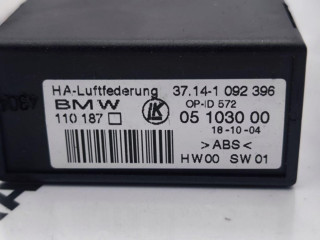 HA-Luftfederung 37.14-1 092 396
BMW OP-ID 572
110 187 05 1030 00
18-10-04
>ABS<
HW00 SW01